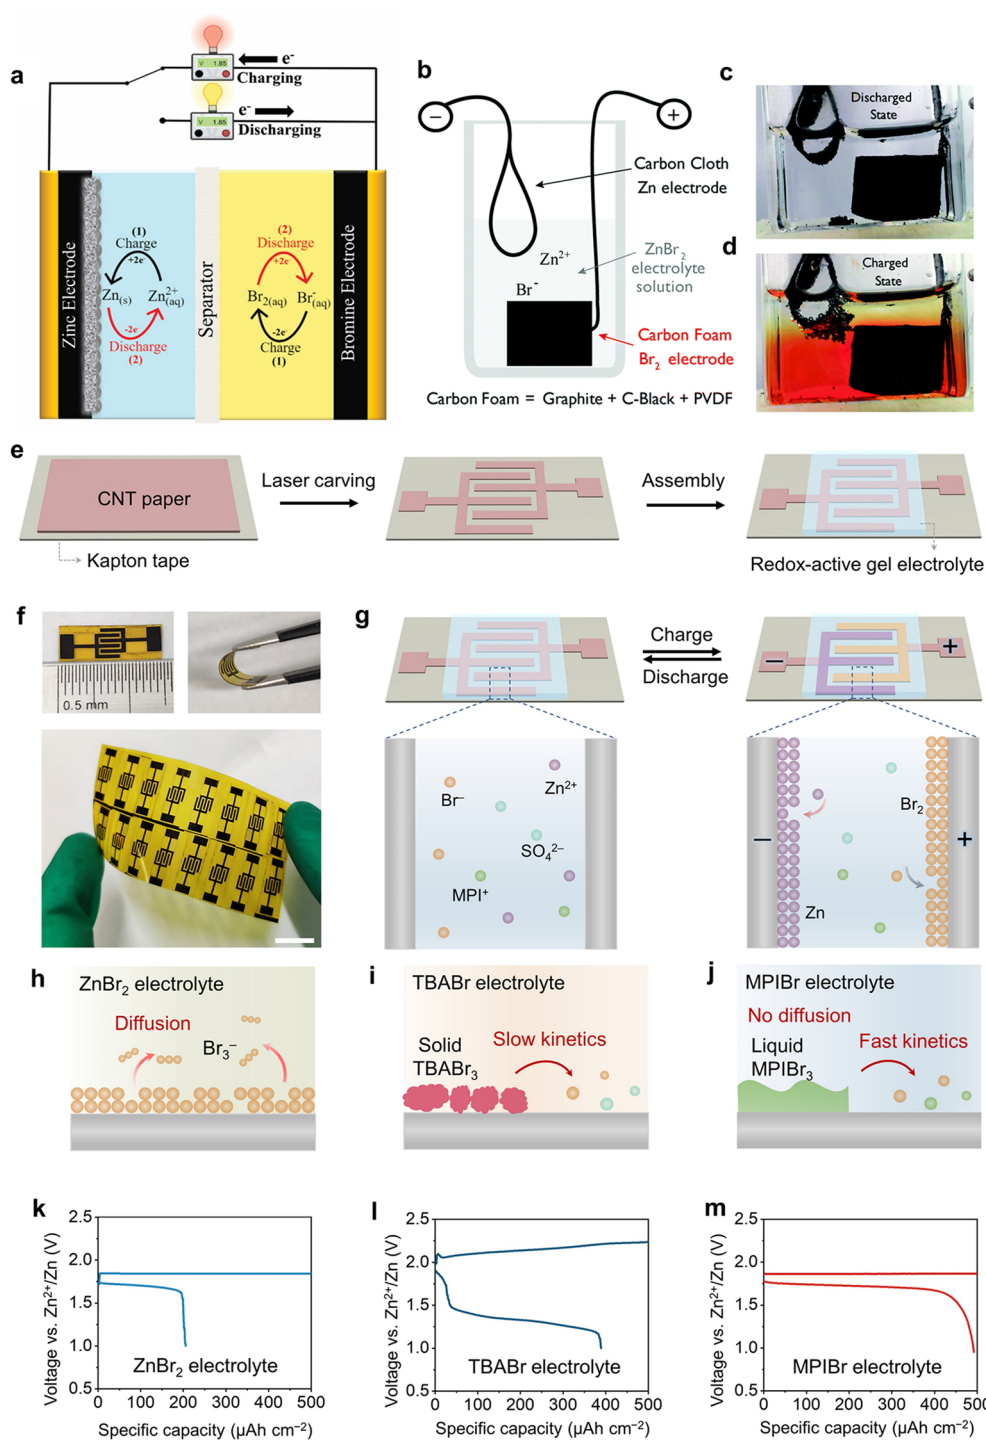 a
V 1.85
e⁻
Charging
V 1.85
e⁻
Discharging
Zinc Electrode
(1)
Charge
+2e⁻
Zn(s)
Zn²⁺(aq)
-2e⁻
Discharge
(2)
Separator
(2)
Discharge
+2e⁻
Br₂(aq)
Br⁻(aq)
-2e⁻
Charge
(1)
Bromine Electrode
b
−
+
Carbon Cloth
Zn electrode
Zn²⁺
Br⁻
ZnBr₂
electrolyte
solution
Carbon Foam
Br₂ electrode
Carbon Foam = Graphite + C-Black + PVDF
c
Discharged
State
d
Charged
State
e
CNT paper
Kapton tape
Laser carving
Assembly
Redox-active gel electrolyte
f
0.5 mm
g
Charge
Discharge
−
+
Br⁻
Zn²⁺
SO₄²⁻
MPI⁺
−
Br₂
+
Zn
h
ZnBr₂ electrolyte
Diffusion
Br₃⁻
i
TBABr electrolyte
Solid
TBABr₃
Slow kinetics
j
MPIBr electrolyte
No diffusion
Liquid
MPIBr₃
Fast kinetics
k
Voltage vs. Zn²⁺/Zn (V)
2.5
2.0
1.5
1.0
0.5
ZnBr₂ electrolyte
0 100 200 300 400 500
Specific capacity (µAh cm⁻²)
l
Voltage vs. Zn²⁺/Zn (V)
2.5
2.0
1.5
1.0
0.5
TBABr electrolyte
0 100 200 300 400 500
Specific capacity (µAh cm⁻²)
m
Voltage vs. Zn²⁺/Zn (V)
2.5
2.0
1.5
1.0
0.5
MPIBr electrolyte
0 100 200 300 400 500
Specific capacity (µAh cm⁻²)